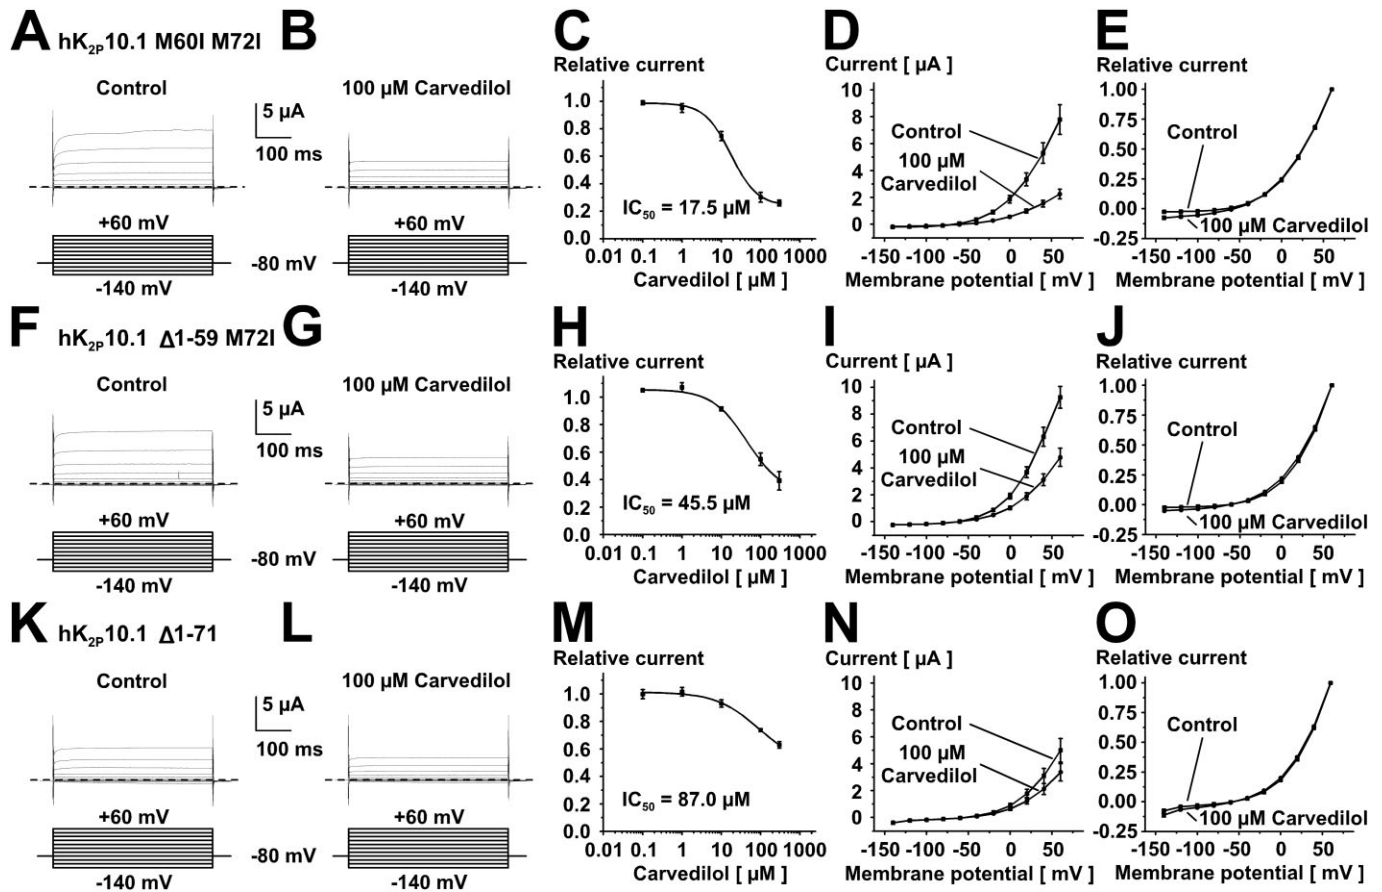 A hK2P10.1 M60I M72I
Control
5 µA
100 ms
+60 mV
-80 mV
-140 mV
B
100 µM Carvedilol
+60 mV
-140 mV
C
Relative current
1.0
0.8
0.6
0.4
0.2
0.0
IC50 = 17.5 µM
0.01 0.1 1 10 100 1000
Carvedilol [ µM ]
D
Current [ µA ]
10
8
6
4
2
0
Control
100 µM
Carvedilol
-150 -100 -50 0 50
Membrane potential [ mV ]
E
Relative current
1.00
0.75
0.50
0.25
0.00
-0.25
Control
100 µM Carvedilol
-150 -100 -50 0 50
Membrane potential [ mV ]
F hK2P10.1 Δ1-59 M72I
Control
5 µA
100 ms
+60 mV
-80 mV
-140 mV
G
100 µM Carvedilol
+60 mV
-140 mV
H
Relative current
1.0
0.8
0.6
0.4
0.2
0.0
IC50 = 45.5 µM
0.01 0.1 1 10 100 1000
Carvedilol [ µM ]
I
Current [ µA ]
10
8
6
4
2
0
Control
100 µM
Carvedilol
-150 -100 -50 0 50
Membrane potential [ mV ]
J
Relative current
1.00
0.75
0.50
0.25
0.00
-0.25
Control
100 µM Carvedilol
-150 -100 -50 0 50
Membrane potential [ mV ]
K hK2P10.1 Δ1-71
Control
5 µA
100 ms
+60 mV
-80 mV
-140 mV
L
100 µM Carvedilol
+60 mV
-140 mV
M
Relative current
1.0
0.8
0.6
0.4
0.2
0.0
IC50 = 87.0 µM
0.01 0.1 1 10 100 1000
Carvedilol [ µM ]
N
Current [ µA ]
10
8
6
4
2
0
Control
100 µM
Carvedilol
-150 -100 -50 0 50
Membrane potential [ mV ]
O
Relative current
1.00
0.75
0.50
0.25
0.00
-0.25
Control
100 µM Carvedilol
-150 -100 -50 0 50
Membrane potential [ mV ]